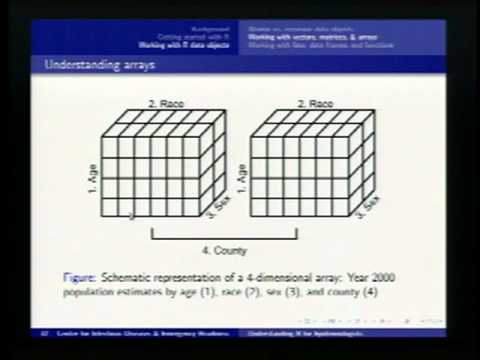 Background
Getting started with R
Working with R data objects
Atomic vs. recursive data objects
Working with vectors, matrices, & arrays
Working with lists, data frames, and functions
Understanding arrays
2. Race
2. Race
1. Age
3. Sex
1. Age
3. Sex
4. County
Figure: Schematic representation of a 4-dimensional array: Year 2000
population estimates by age (1), race (2), sex (3), and county (4)
Center for Infectious Diseases & Emergency Readiness
Understanding R for Epidemiologists